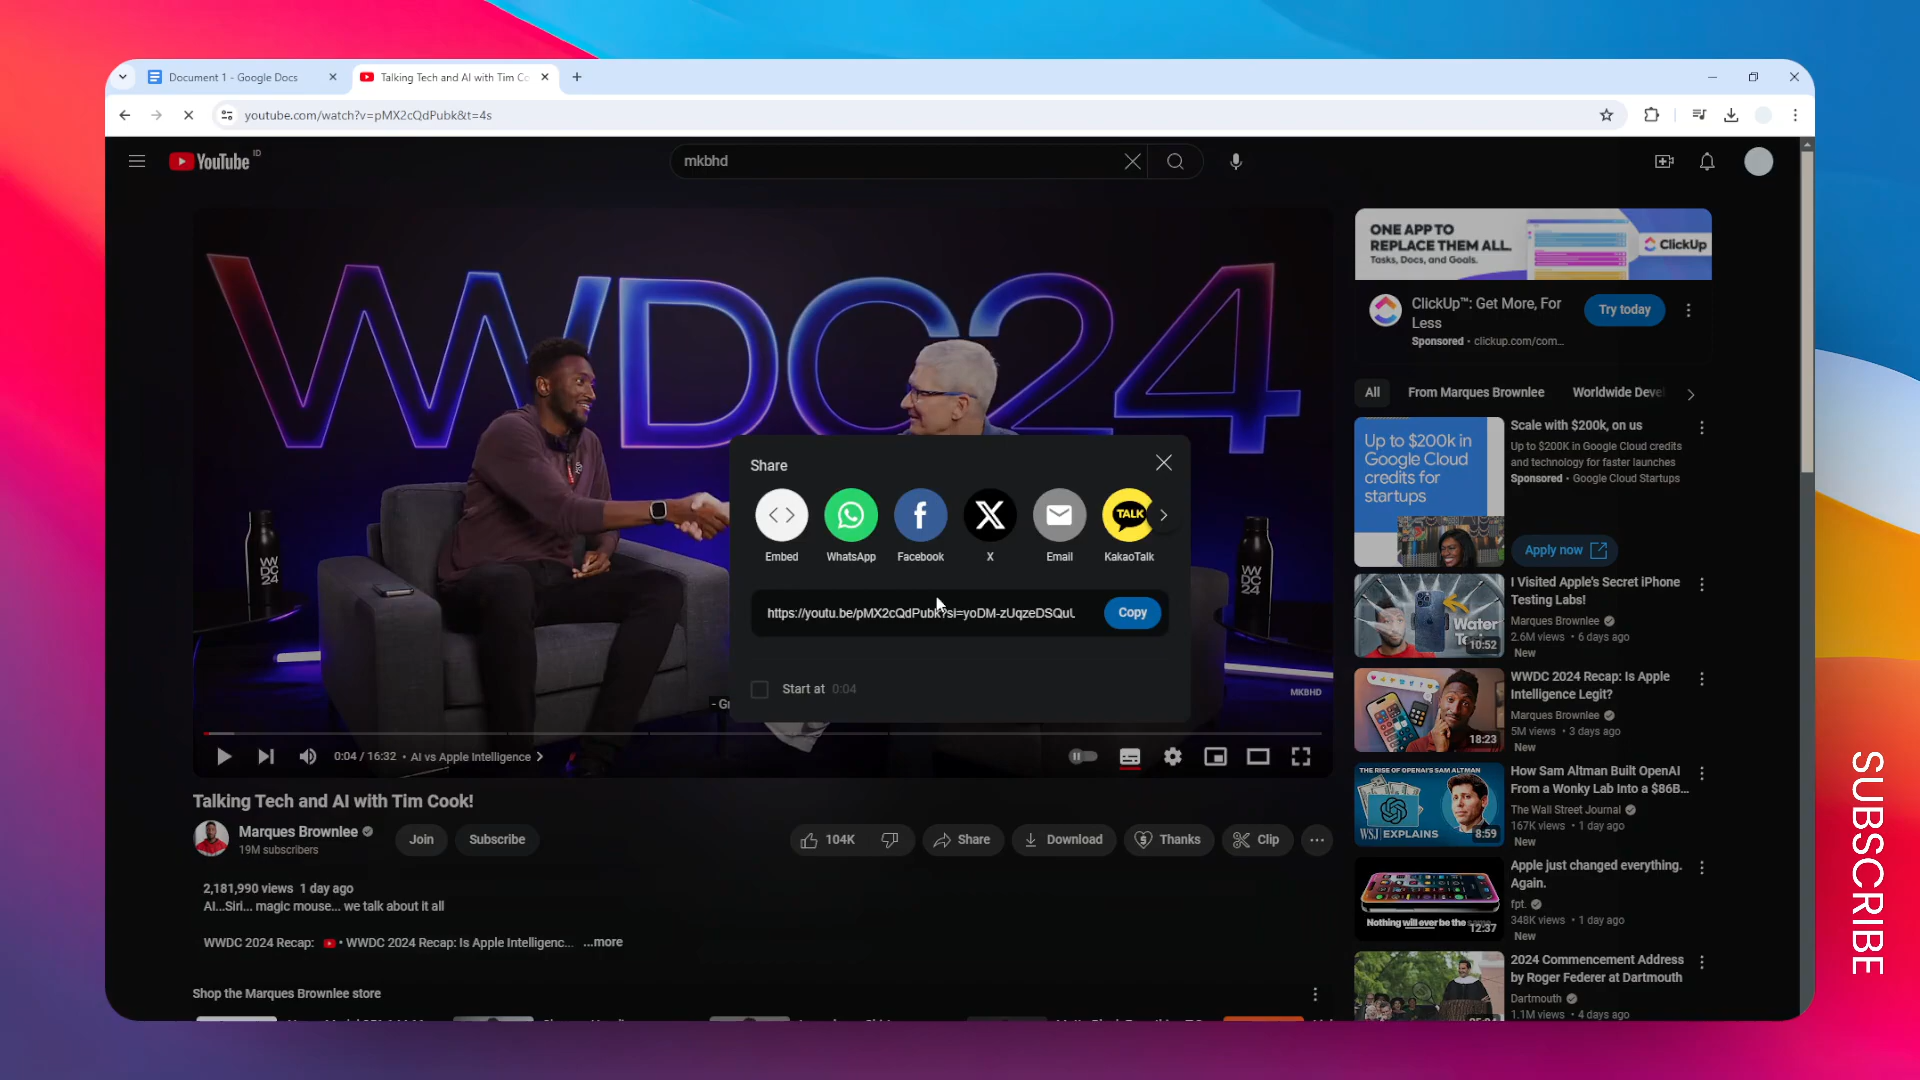 Document 1 - Google Docs
Talking Tech and AI with Tim Co
youtube.com/watch?v=pMX2cQdPubk&t=4s
YouTube ID
mkbhd
WWDC24
WWDC24
WWDC24
MKBHD
- G
Share
Embed
WhatsApp
Facebook
X
Email
TALK
KakaoTalk
https://youtu.be/pMX2cQdPubk?si=yoDM-zUqzeDSQuL
Copy
Start at 0:04
0:04 / 16:32 • AI vs Apple Intelligence
Talking Tech and AI with Tim Cook!
Marques Brownlee
19M subscribers
Join
Subscribe
104K
Share
Download
Thanks
Clip
2,181,990 views 1 day ago
AI...Siri... magic mouse... we talk about it all
WWDC 2024 Recap: • WWDC 2024 Recap: Is Apple Intelligenc... ...more
Shop the Marques Brownlee store
ONE APP TO
REPLACE THEM ALL.
Tasks, Docs, and Goals.
ClickUp
ClickUp™: Get More, For
Less
Sponsored • clickup.com/com...
Try today
All
From Marques Brownlee
Worldwide Devel
Up to $200k in
Google Cloud
credits for
startups
Scale with $200k, on us
Up to $200K in Google Cloud credits
and technology for faster launches
Sponsored • Google Cloud Startups
Apply now
Water
Te
10:52
I Visited Apple's Secret iPhone
Testing Labs!
Marques Brownlee
2.6M views • 6 days ago
New
18:23
WWDC 2024 Recap: Is Apple
Intelligence Legit?
Marques Brownlee
5M views • 3 days ago
New
THE RISE OF OPENAI'S SAM ALTMAN
WSJ EXPLAINS
8:59
How Sam Altman Built OpenAI
From a Wonky Lab Into a $86B...
The Wall Street Journal
167K views • 1 day ago
New
Nothing will ever be the same
12:37
Apple just changed everything.
Again.
fpt.
348K views • 1 day ago
New
2024 Commencement Address
by Roger Federer at Dartmouth
Dartmouth
1.1M views • 4 days ago
SUBSCRIBE